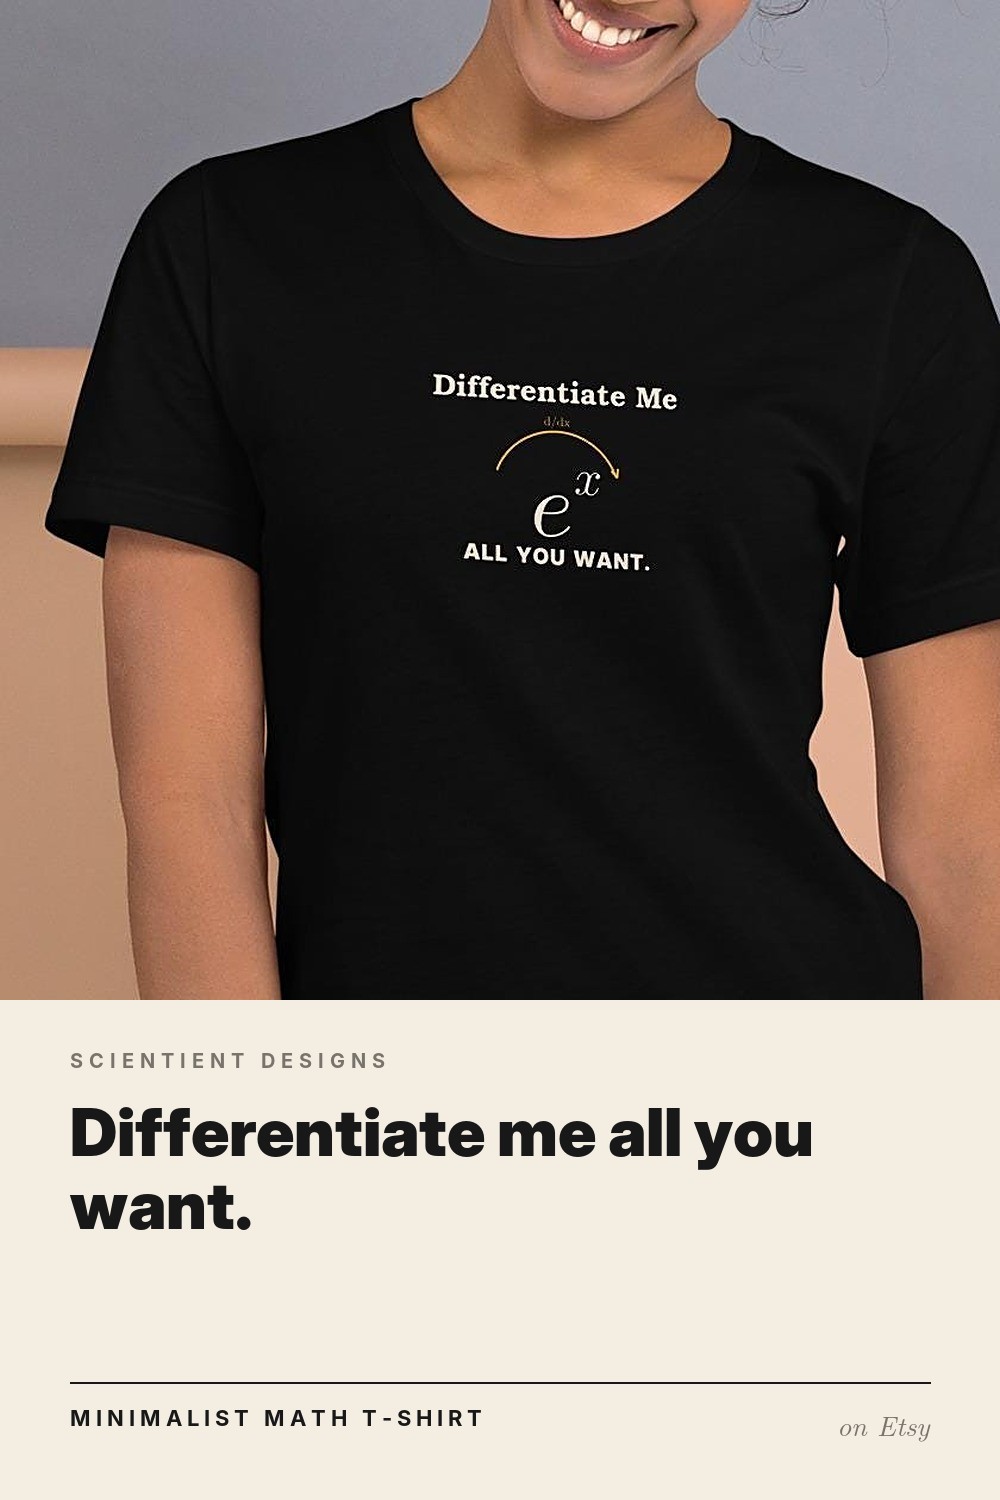 Differentiate Me
d/dx
e^x
ALL YOU WANT.
SCIENTIENT DESIGNS
Differentiate me all you
want.
MINIMALIST MATH T-SHIRT
on Etsy